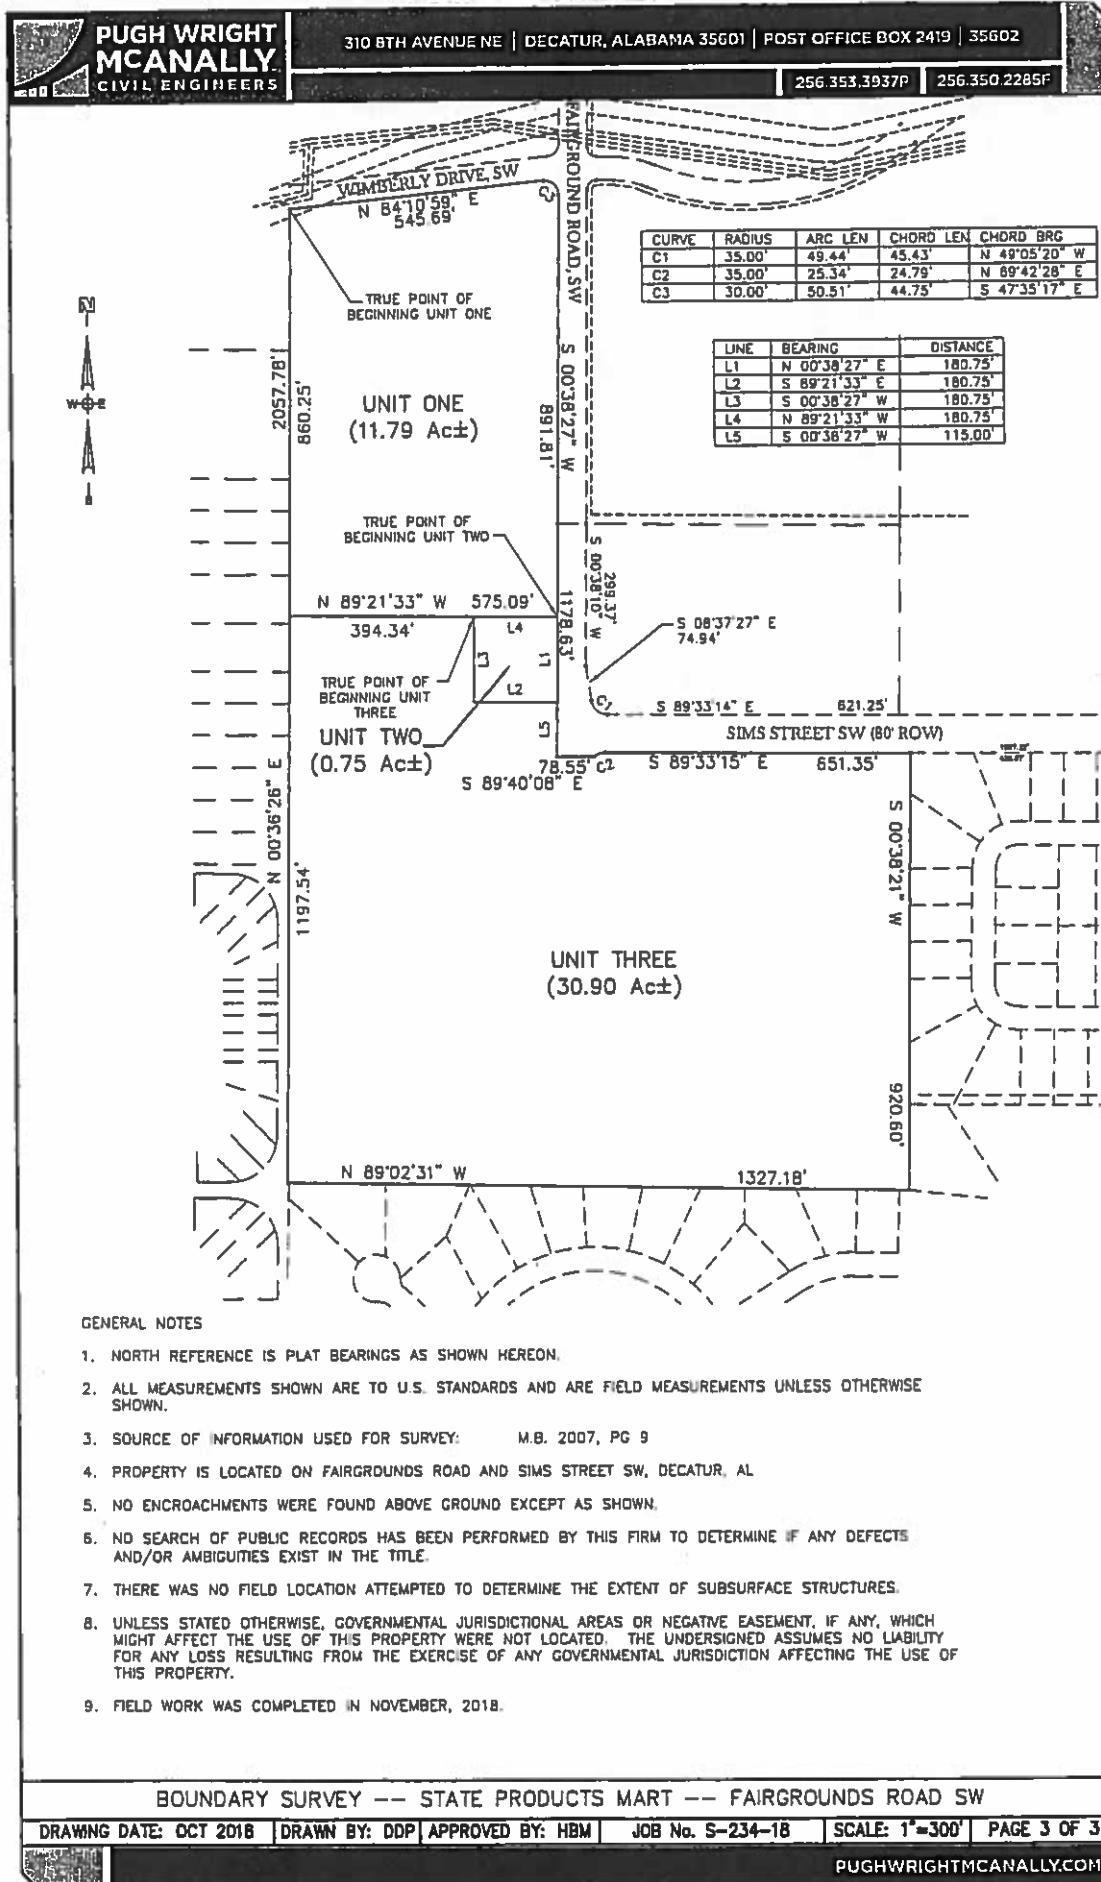 PUGH WRIGHT
MCANALLY
CIVIL ENGINEERS
310 8TH AVENUE NE | DECATUR, ALABAMA 35601 | POST OFFICE BOX 2419 | 35602
256.353.3937P | 256.350.2285F
WIMBERLY DRIVE, SW
N 84°10'59" E
545.69'
FAIRGROUND ROAD, SW
C3
CURVE RADIUS ARC LEN CHORD LEN CHORD BRG
C1 35.00' 49.44' 45.43' N 49°05'20" W
C2 35.00' 25.34' 24.79' N 69°42'28" E
C3 30.00' 50.51' 44.75' S 47°35'17" E
LINE BEARING DISTANCE
L1 N 00°38'27" E 180.75'
L2 S 89°21'33" E 180.75'
L3 S 00°38'27" W 180.75'
L4 N 89°21'33" W 180.75'
L5 S 00°38'27" W 115.00'
N
W E
S
TRUE POINT OF
BEGINNING UNIT ONE
2057.78'
860.25'
UNIT ONE
(11.79 Ac±)
S 00°38'27" W
891.81'
TRUE POINT OF
BEGINNING UNIT TWO
S 00°38'10" W
299.37'
N 89°21'33" W 575.09'
394.34'
L4
L3
L1
L2
L5
1178.63'
S 08°37'27" E
74.94'
TRUE POINT OF
BEGINNING UNIT
THREE
C1
S 89°33'14" E 621.25'
SIMS STREET SW (80' ROW)
UNIT TWO
(0.75 Ac±)
78.55'
C2
S 89°33'15" E 651.35'
S 89°40'08" E
N 00°36'26" E
1197.54'
S 00°38'21" W
920.60'
UNIT THREE
(30.90 Ac±)
N 89°02'31" W 1327.18'
GENERAL NOTES
1. NORTH REFERENCE IS PLAT BEARINGS AS SHOWN HEREON.
2. ALL MEASUREMENTS SHOWN ARE TO U.S. STANDARDS AND ARE FIELD MEASUREMENTS UNLESS OTHERWISE
SHOWN.
3. SOURCE OF INFORMATION USED FOR SURVEY: M.B. 2007, PG 9
4. PROPERTY IS LOCATED ON FAIRGROUNDS ROAD AND SIMS STREET SW, DECATUR, AL
5. NO ENCROACHMENTS WERE FOUND ABOVE GROUND EXCEPT AS SHOWN.
6. NO SEARCH OF PUBLIC RECORDS HAS BEEN PERFORMED BY THIS FIRM TO DETERMINE IF ANY DEFECTS
AND/OR AMBIGUITIES EXIST IN THE TITLE.
7. THERE WAS NO FIELD LOCATION ATTEMPTED TO DETERMINE THE EXTENT OF SUBSURFACE STRUCTURES.
8. UNLESS STATED OTHERWISE, GOVERNMENTAL JURISDICTIONAL AREAS OR NEGATIVE EASEMENT, IF ANY, WHICH
MIGHT AFFECT THE USE OF THIS PROPERTY WERE NOT LOCATED. THE UNDERSIGNED ASSUMES NO LIABILITY
FOR ANY LOSS RESULTING FROM THE EXERCISE OF ANY GOVERNMENTAL JURISDICTION AFFECTING THE USE OF
THIS PROPERTY.
9. FIELD WORK WAS COMPLETED IN NOVEMBER, 2018.
BOUNDARY SURVEY -- STATE PRODUCTS MART -- FAIRGROUNDS ROAD SW
DRAWING DATE: OCT 2018 DRAWN BY: DDP APPROVED BY: HBM JOB No. S-234-18 SCALE: 1"=300' PAGE 3 OF 3
PUGHWRIGHTMCANALLY.COM